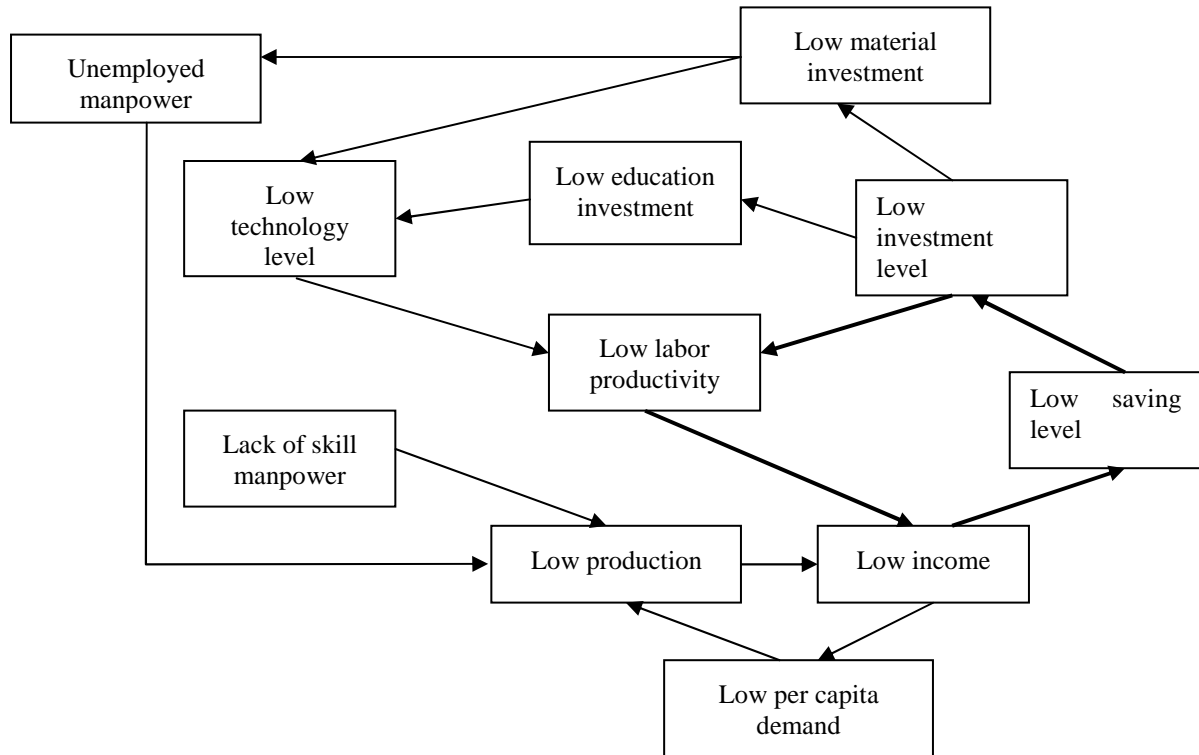 Low material
investment
Unemployed
manpower
Low education
investment
Low
technology
level
Low
investment
level
Low labor
productivity
Low saving
level
Lack of skill
manpower
Low production
Low income
Low per capita
demand